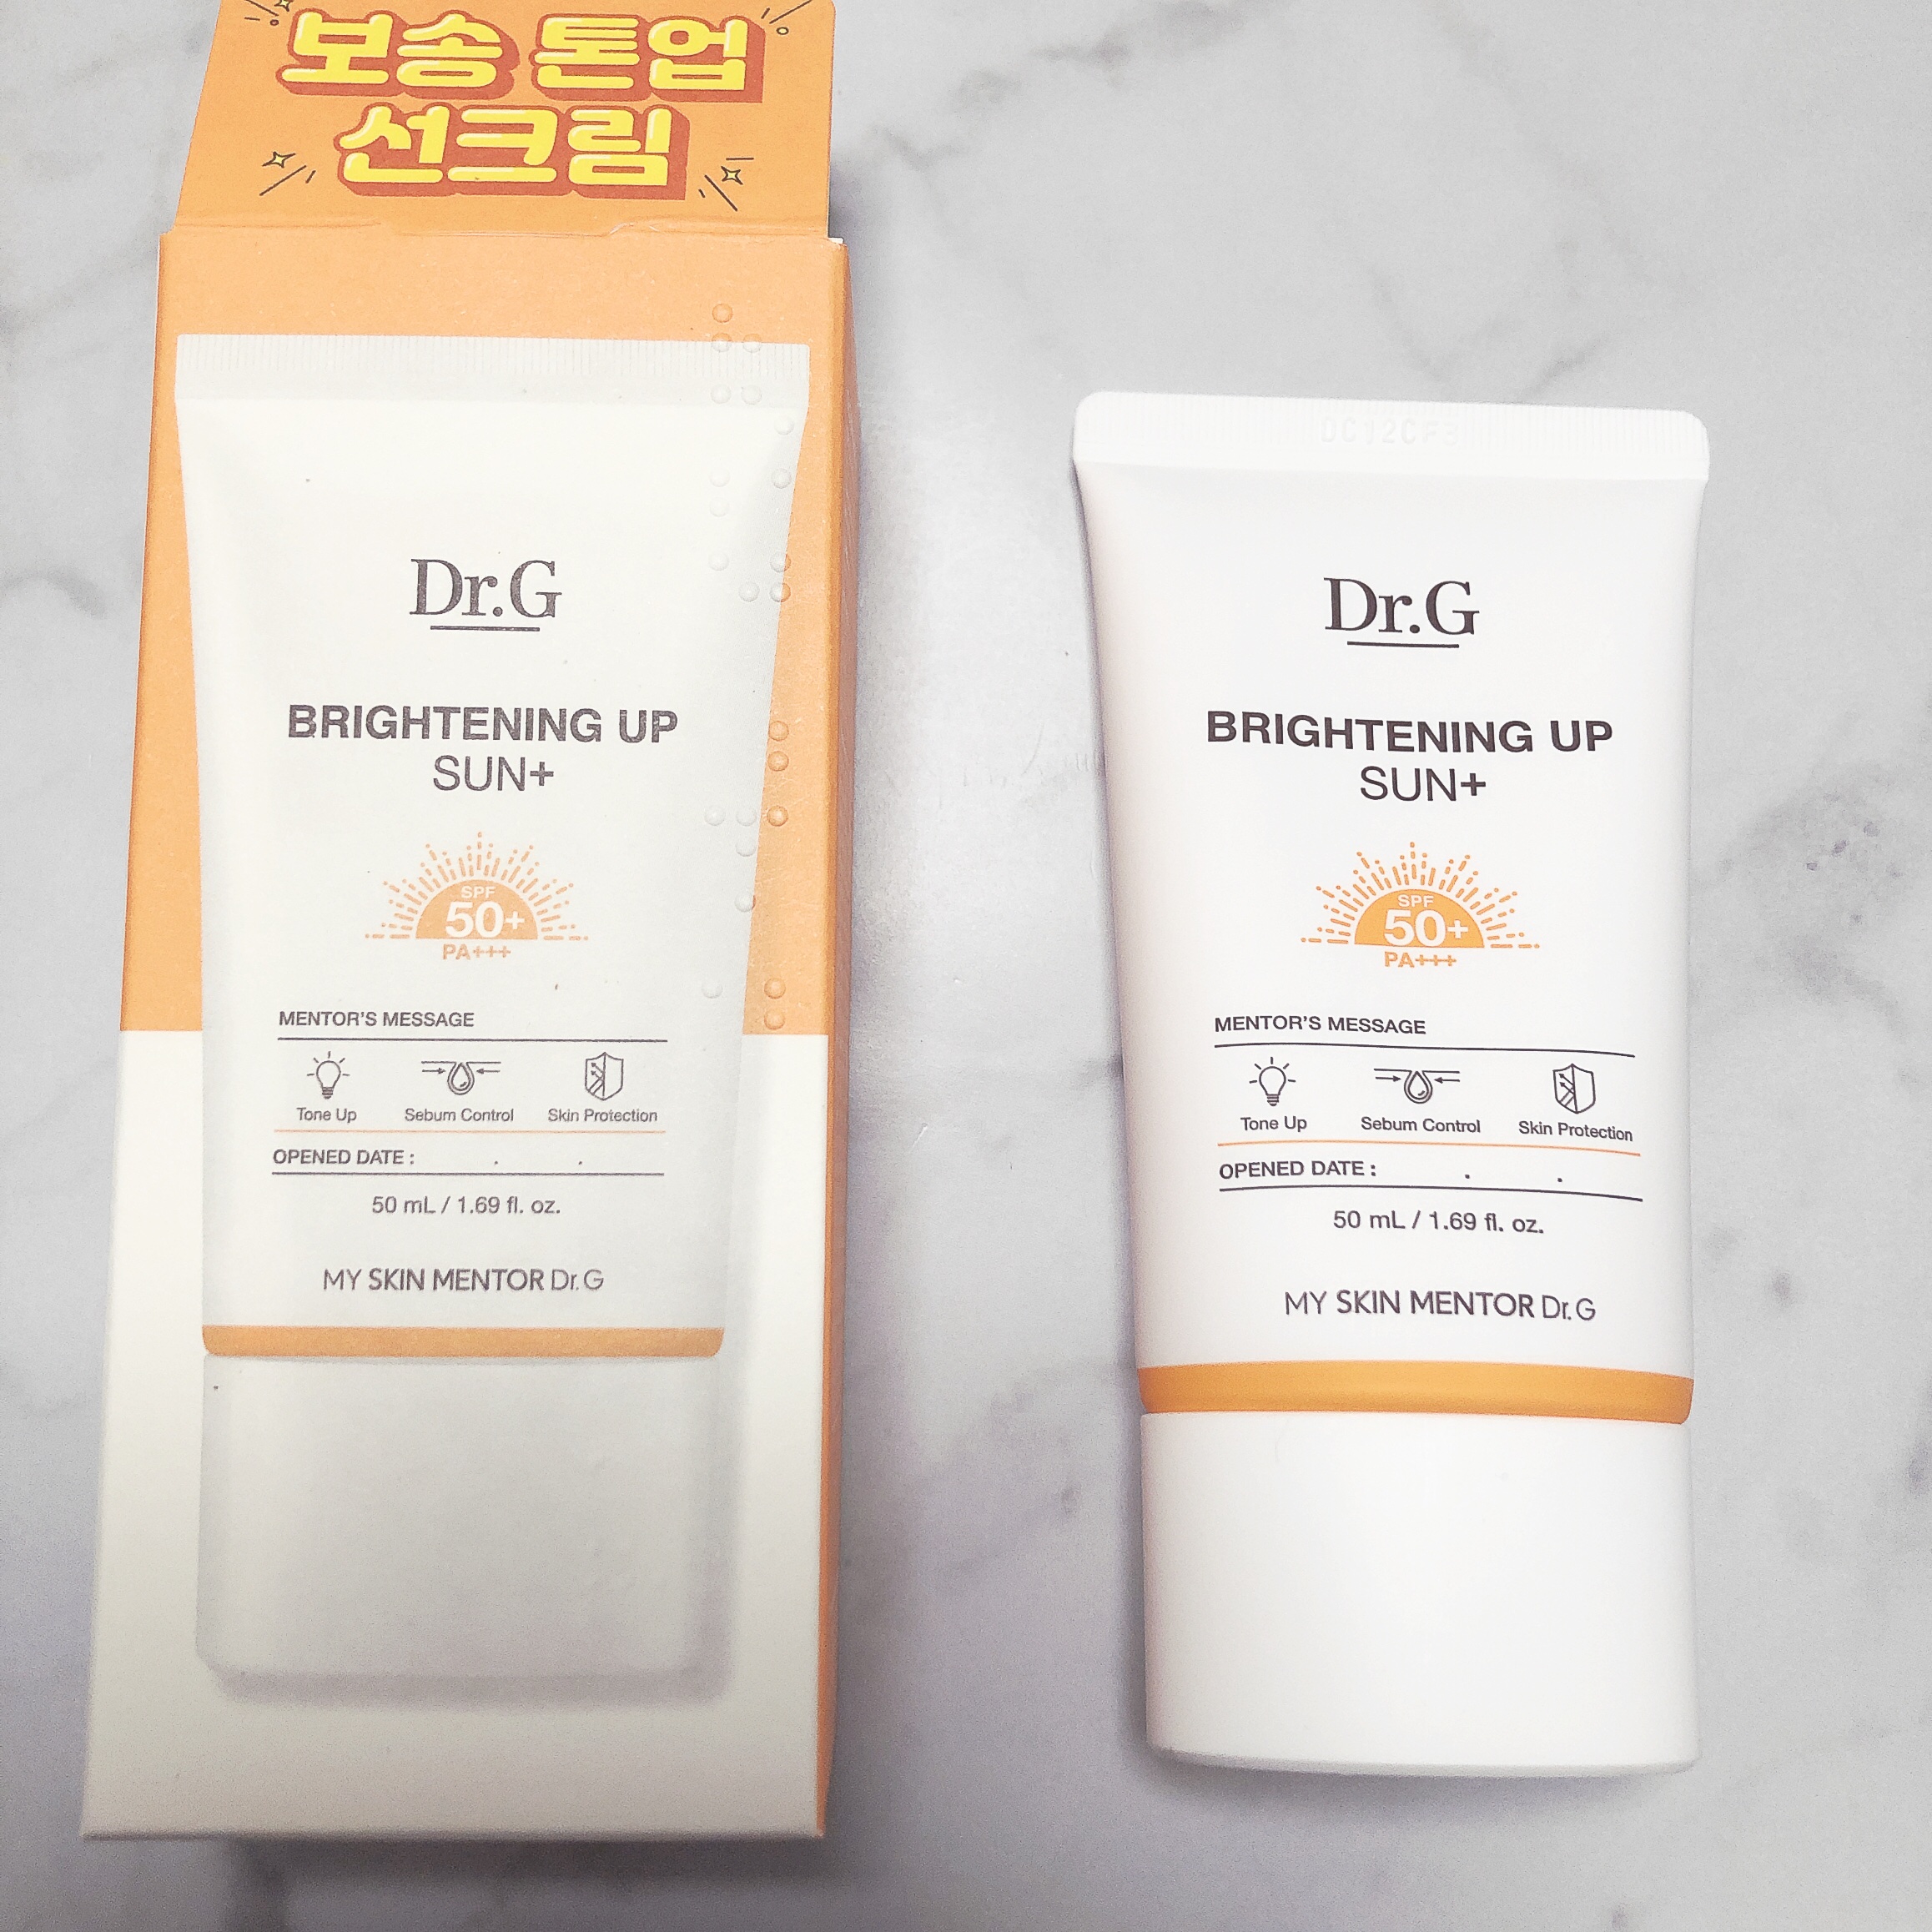 보송 톤업
선크림
Dr.G
BRIGHTENING UP
SUN+
SPF
50+
PA+++
MENTOR'S MESSAGE
Tone Up Sebum Control Skin Protection
OPENED DATE : . .
50 mL / 1.69 fl. oz.
MY SKIN MENTOR Dr.G
Dr.G
BRIGHTENING UP
SUN+
SPF
50+
PA+++
MENTOR'S MESSAGE
Tone Up Sebum Control Skin Protection
OPENED DATE : . .
50 mL / 1.69 fl. oz.
MY SKIN MENTOR Dr.G